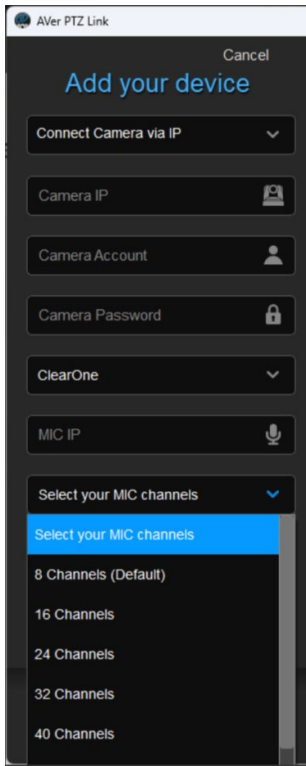 AVer PTZ Link
Cancel
Add your device
Connect Camera via IP
Camera IP
Camera Account
Camera Password
ClearOne
MIC IP
Select your MIC channels
Select your MIC channels
8 Channels (Default)
16 Channels
24 Channels
32 Channels
40 Channels